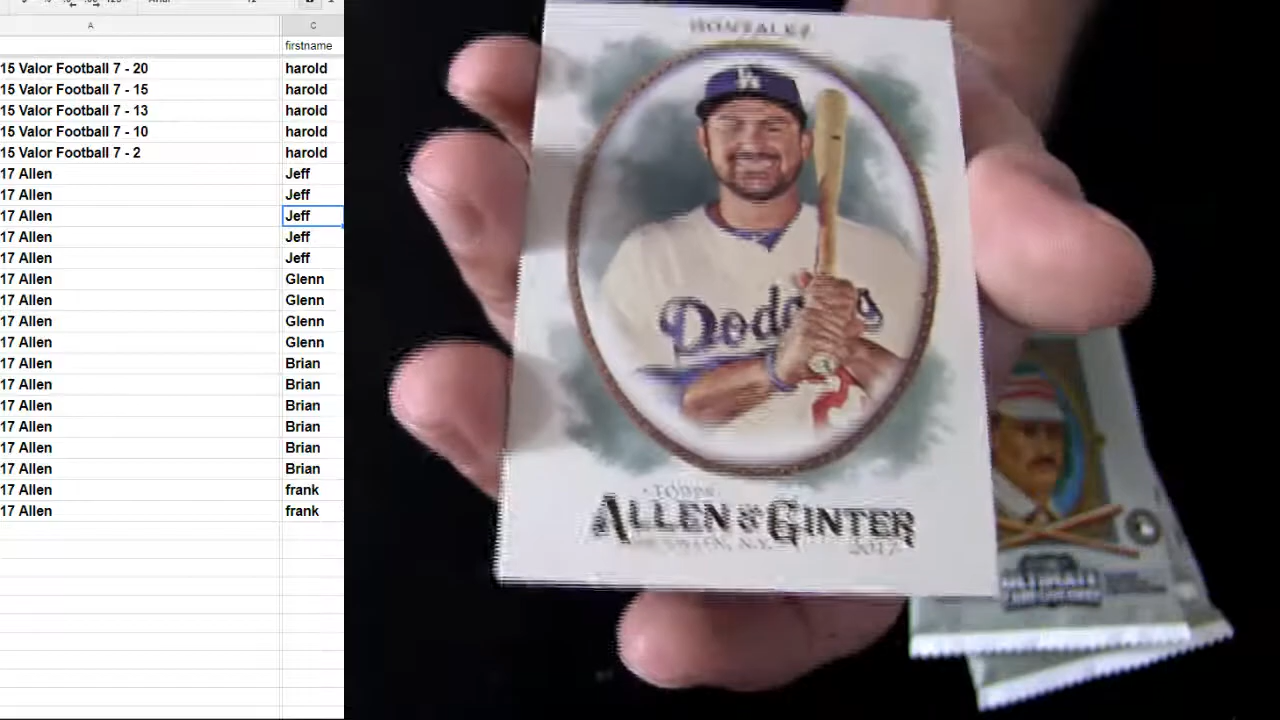 A C
firstname
15 Valor Football 7 - 20 harold
15 Valor Football 7 - 15 harold
15 Valor Football 7 - 13 harold
15 Valor Football 7 - 10 harold
15 Valor Football 7 - 2 harold
17 Allen Jeff
17 Allen Jeff
17 Allen Jeff
17 Allen Jeff
17 Allen Jeff
17 Allen Glenn
17 Allen Glenn
17 Allen Glenn
17 Allen Glenn
17 Allen Brian
17 Allen Brian
17 Allen Brian
17 Allen Brian
17 Allen Brian
17 Allen Brian
17 Allen frank
17 Allen frank
GONZALEZ
LA
Dodgers
TOPPS
ALLEN & GINTER
2017
ULTIMATE